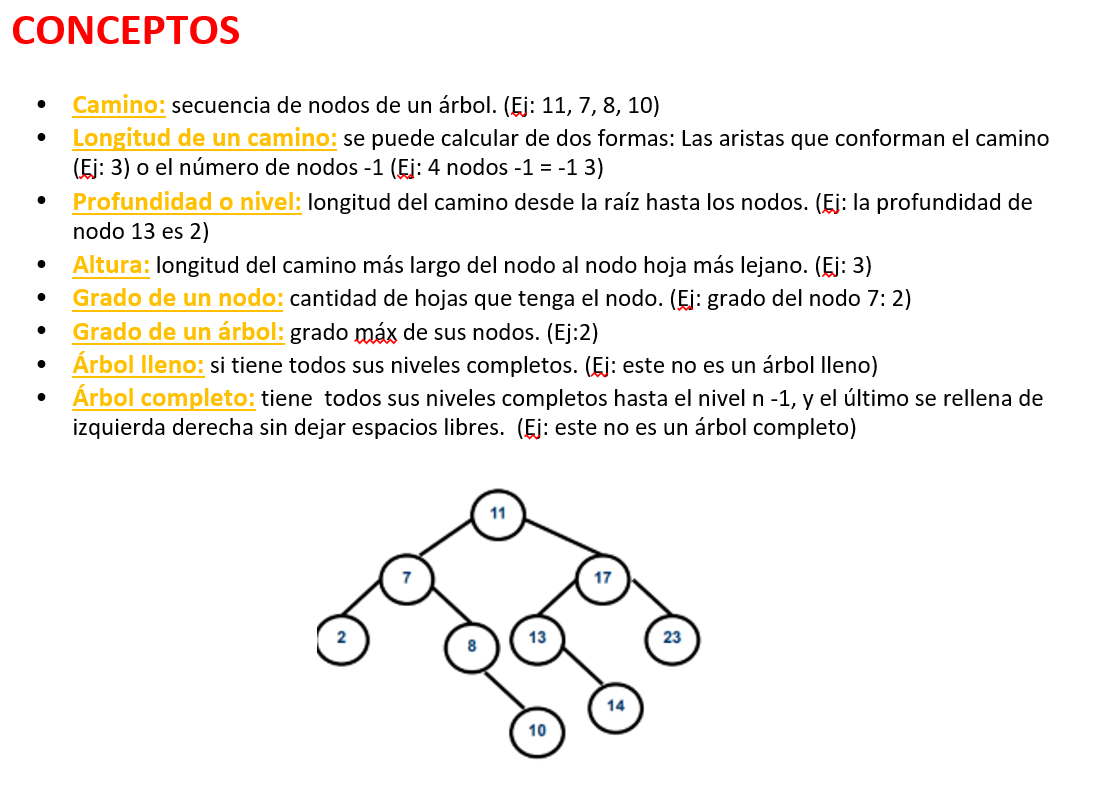 CONCEPTOS
• Camino: secuencia de nodos de un árbol. (Ej: 11, 7, 8, 10)
• Longitud de un camino: se puede calcular de dos formas: Las aristas que conforman el camino
(Ej: 3) o el número de nodos -1 (Ej: 4 nodos -1 = -1 3)
• Profundidad o nivel: longitud del camino desde la raíz hasta los nodos. (Ej: la profundidad de
nodo 13 es 2)
• Altura: longitud del camino más largo del nodo al nodo hoja más lejano. (Ej: 3)
• Grado de un nodo: cantidad de hojas que tenga el nodo. (Ej: grado del nodo 7: 2)
• Grado de un árbol: grado máx de sus nodos. (Ej:2)
• Árbol lleno: si tiene todos sus niveles completos. (Ej: este no es un árbol lleno)
• Árbol completo: tiene  todos sus niveles completos hasta el nivel n -1, y el último se rellena de
izquierda derecha sin dejar espacios libres.  (Ej: este no es un árbol completo)
11
7
17
2
8
13
23
14
10